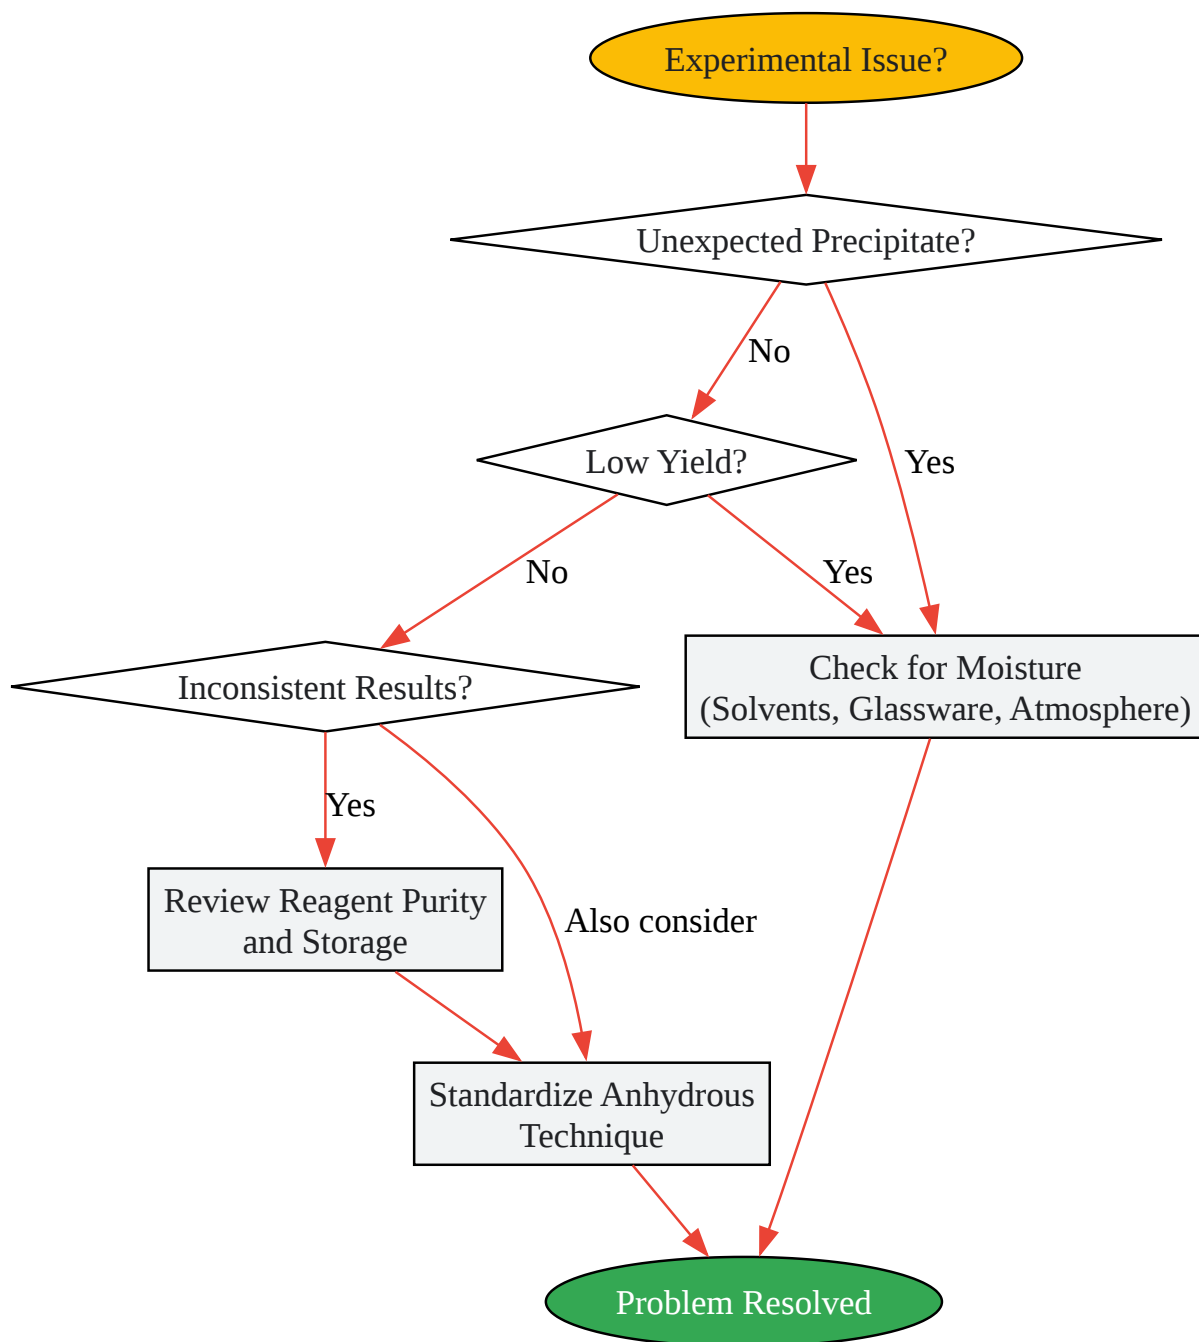 Experimental Issue?
Unexpected Precipitate?
No
Low Yield?
Yes
No
Yes
Check for Moisture
(Solvents, Glassware, Atmosphere)
Inconsistent Results?
Yes
Review Reagent Purity
and Storage
Also consider
Standardize Anhydrous
Technique
Problem Resolved